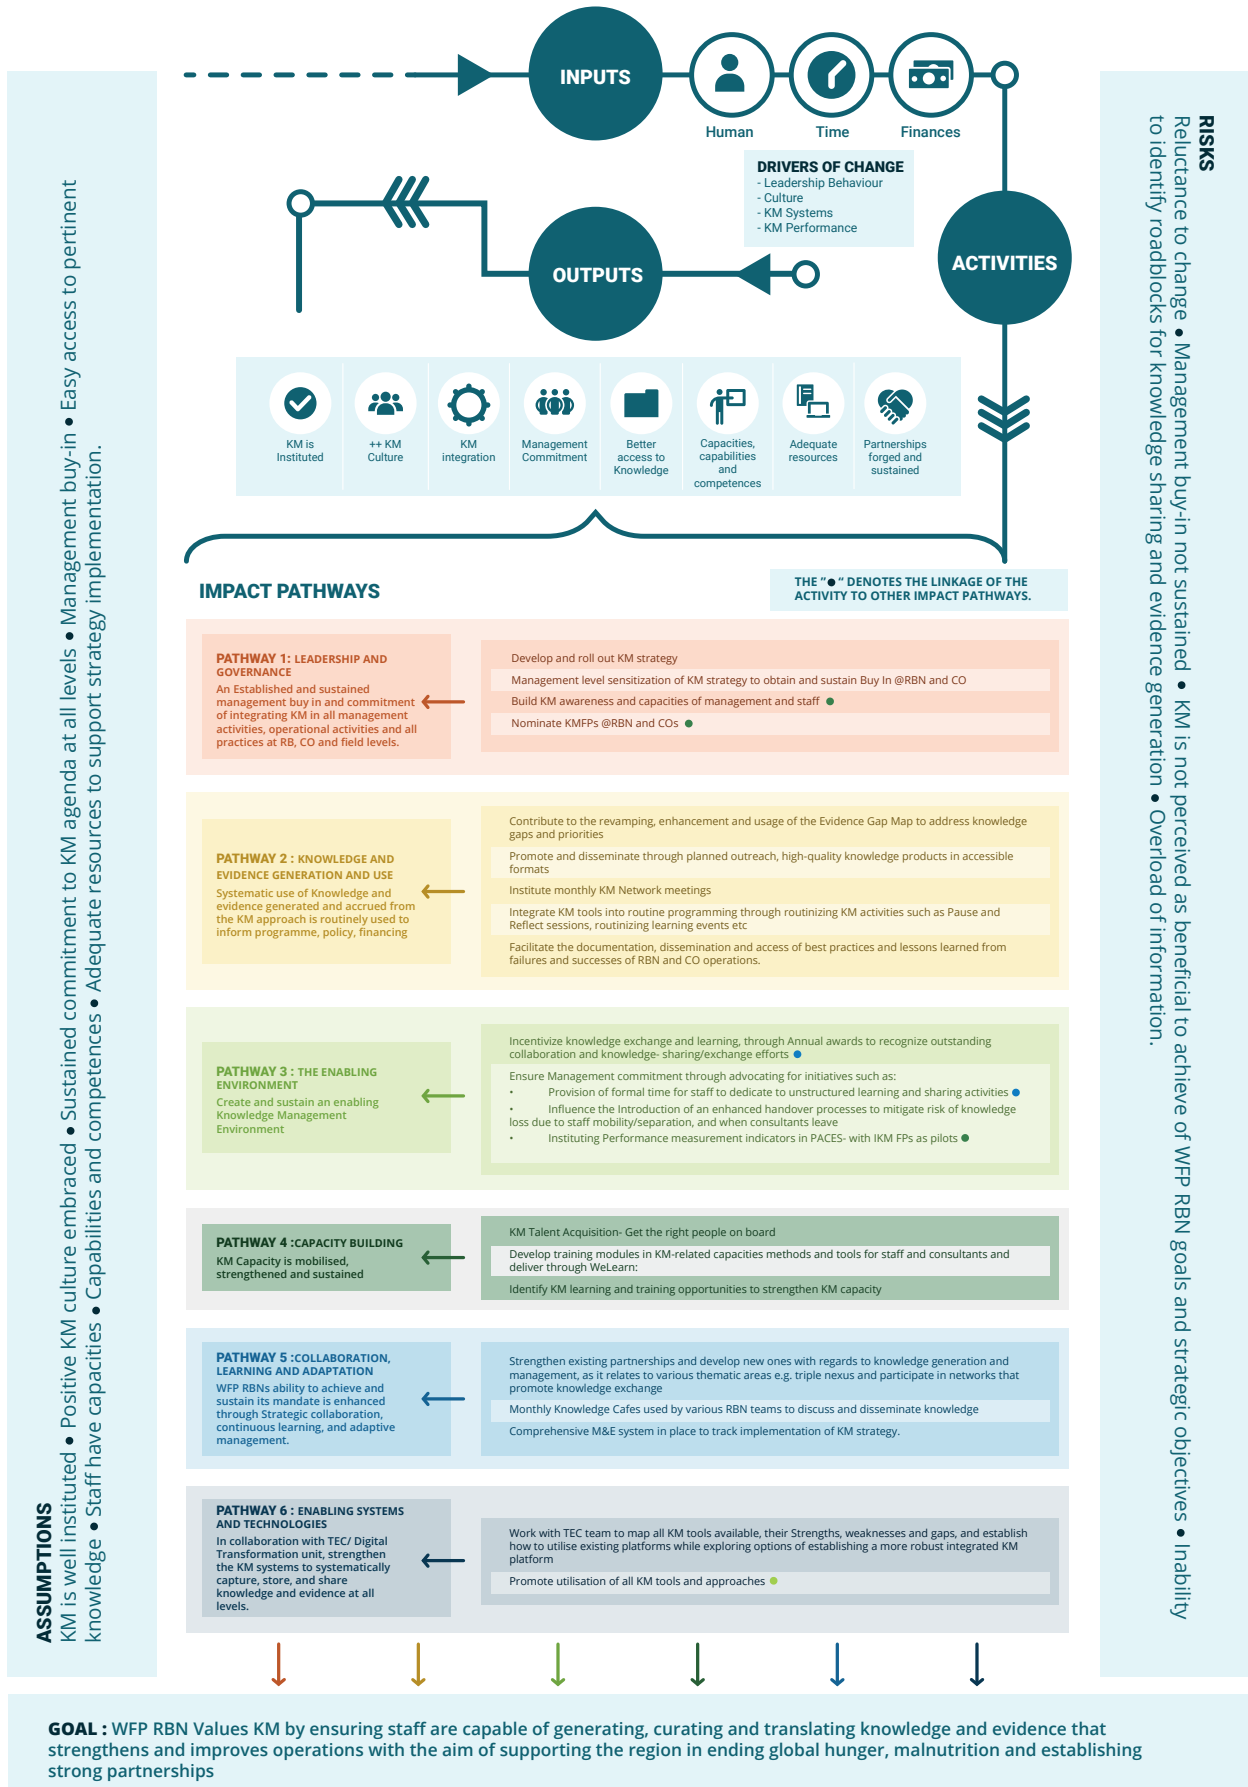 INPUTS
Human
Time
Finances
DRIVERS OF CHANGE
- Leadership Behaviour
- Culture
- KM Systems
- KM Performance
ACTIVITIES
OUTPUTS
KM is
Instituted
++ KM
Culture
KM
integration
Management
Commitment
Better
access to
Knowledge
Capacities,
capabilities
and
competences
Adequate
resources
Partnerships
forged and
sustained
IMPACT PATHWAYS
THE "●" DENOTES THE LINKAGE OF THE
ACTIVITY TO OTHER IMPACT PATHWAYS.
PATHWAY 1: LEADERSHIP AND
GOVERNANCE
An Established and sustained
management buy in and commitment
of integrating KM in all management
activities, operational activities and all
practices at RB, CO and field levels.
Develop and roll out KM strategy
Management level sensitization of KM strategy to obtain and sustain Buy In @RBN and CO
Build KM awareness and capacities of management and staff ●
Nominate KMFPs @RBN and COs ●
PATHWAY 2 : KNOWLEDGE AND
EVIDENCE GENERATION AND USE
Systematic use of Knowledge and
evidence generated and accrued from
the KM approach is routinely used to
inform programme, policy, financing
Contribute to the revamping, enhancement and usage of the Evidence Gap Map to address knowledge
gaps and priorities
Promote and disseminate through planned outreach, high-quality knowledge products in accessible
formats
Institute monthly KM Network meetings
Integrate KM tools into routine programming through routinizing KM activities such as Pause and
Reflect sessions, routinizing learning events etc
Facilitate the documentation, dissemination and access of best practices and lessons learned from
failures and successes of RBN and CO operations.
PATHWAY 3 : THE ENABLING
ENVIRONMENT
Create and sustain an enabling
Knowledge Management
Environment
Incentivize knowledge exchange and learning, through Annual awards to recognize outstanding
collaboration and knowledge- sharing/exchange efforts ●
Ensure Management commitment through advocating for initiatives such as:
• Provision of formal time for staff to dedicate to unstructured learning and sharing activities ●
• Influence the Introduction of an enhanced handover processes to mitigate risk of knowledge
loss due to staff mobility/separation, and when consultants leave
• Instituting Performance measurement indicators in PACES- with IKM FPs as pilots ●
PATHWAY 4 :CAPACITY BUILDING
KM Capacity is mobilised,
strengthened and sustained
KM Talent Acquisition- Get the right people on board
Develop training modules in KM-related capacities methods and tools for staff and consultants and
deliver through WeLearn:
Identify KM learning and training opportunities to strengthen KM capacity
PATHWAY 5 :COLLABORATION,
LEARNING AND ADAPTATION
WFP RBNs ability to achieve and
sustain its mandate is enhanced
through Strategic collaboration,
continuous learning, and adaptive
management.
Strengthen existing partnerships and develop new ones with regards to knowledge generation and
management, as it relates to various thematic areas e.g. triple nexus and participate in networks that
promote knowledge exchange
Monthly Knowledge Cafes used by various RBN teams to discuss and disseminate knowledge
Comprehensive M&E system in place to track implementation of KM strategy.
PATHWAY 6 : ENABLING SYSTEMS
AND TECHNOLOGIES
In collaboration with TEC/ Digital
Transformation unit, strengthen
the KM systems to systematically
capture, store, and share
knowledge and evidence at all
levels.
Work with TEC team to map all KM tools available, their Strengths, weaknesses and gaps, and establish
how to utilise existing platforms while exploring options of establishing a more robust integrated KM
platform
Promote utilisation of all KM tools and approaches ●
ASSUMPTIONS
KM is well instituted ● Positive KM culture embraced ● Sustained commitment to KM agenda at all levels ● Management buy-in ● Easy access to pertinent
knowledge ● Staff have capacities ● Capabilities and competences ● Adequate resources to support strategy implementation.
RISKS
Reluctance to change ● Management buy-in not sustained ● KM is not perceived as beneficial to achieve of WFP RBN goals and strategic objectives ● Inability
to identify roadblocks for knowledge sharing and evidence generation ● Overload of information.
GOAL : WFP RBN Values KM by ensuring staff are capable of generating, curating and translating knowledge and evidence that
strengthens and improves operations with the aim of supporting the region in ending global hunger, malnutrition and establishing
strong partnerships